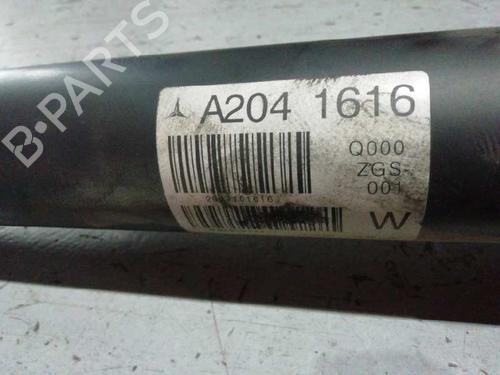 B-PARTS
A204 1616
Q000
ZGS-
001
W